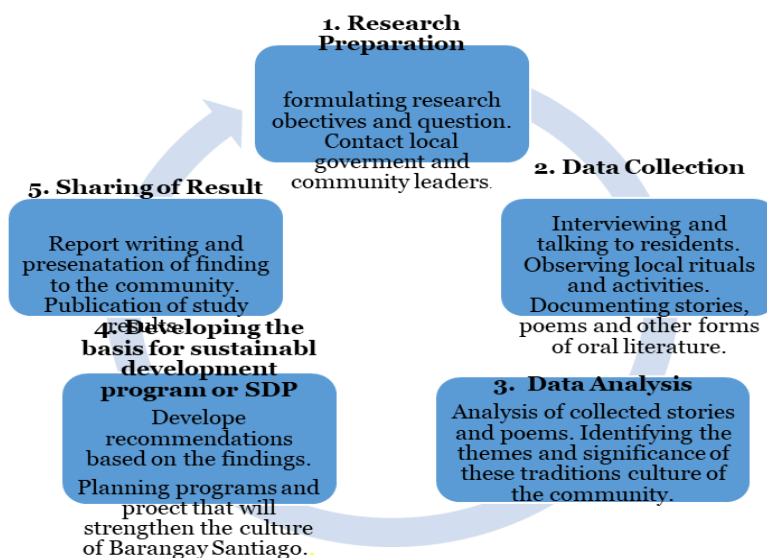 1. Research
Preparation
formulating research
obectives and question.
Contact local
goverment and
community leaders.
2. Data Collection
Interviewing and
talking to residents.
Observing local rituals
and activities.
Documenting stories,
poems and other forms
of oral literature.
3. Data Analysis
Analysis of collected stories
and poems. Identifying the
themes and significance of
these traditions culture of
the community.
4. Developing the
basis for sustainabl
development
program or SDP
Develope
recommendations
based on the findings.
Planning programs and
proect that will
strengthen the culture
of Barangay Santiago.
5. Sharing of Result
Report writing and
presenatation of finding
to the community.
Publication of study
results.